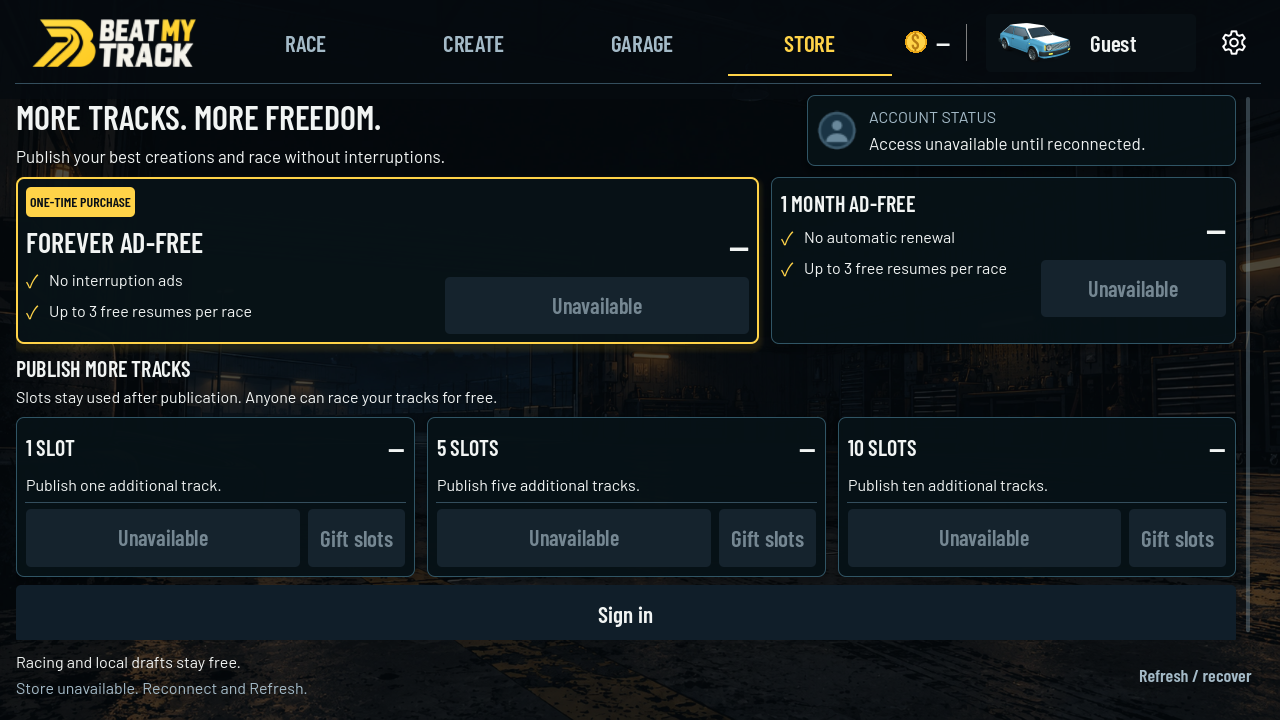 BEATMY
TRACK
RACE
CREATE
GARAGE
STORE
–
Guest
MORE TRACKS. MORE FREEDOM.
Publish your best creations and race without interruptions.
ACCOUNT STATUS
Access unavailable until reconnected.
ONE-TIME PURCHASE
FOREVER AD-FREE
–
No interruption ads
Up to 3 free resumes per race
Unavailable
1 MONTH AD-FREE
–
No automatic renewal
Up to 3 free resumes per race
Unavailable
PUBLISH MORE TRACKS
Slots stay used after publication. Anyone can race your tracks for free.
1 SLOT –
Publish one additional track.
Unavailable
Gift slots
5 SLOTS –
Publish five additional tracks.
Unavailable
Gift slots
10 SLOTS –
Publish ten additional tracks.
Unavailable
Gift slots
Sign in
Racing and local drafts stay free.
Store unavailable. Reconnect and Refresh.
Refresh / recover